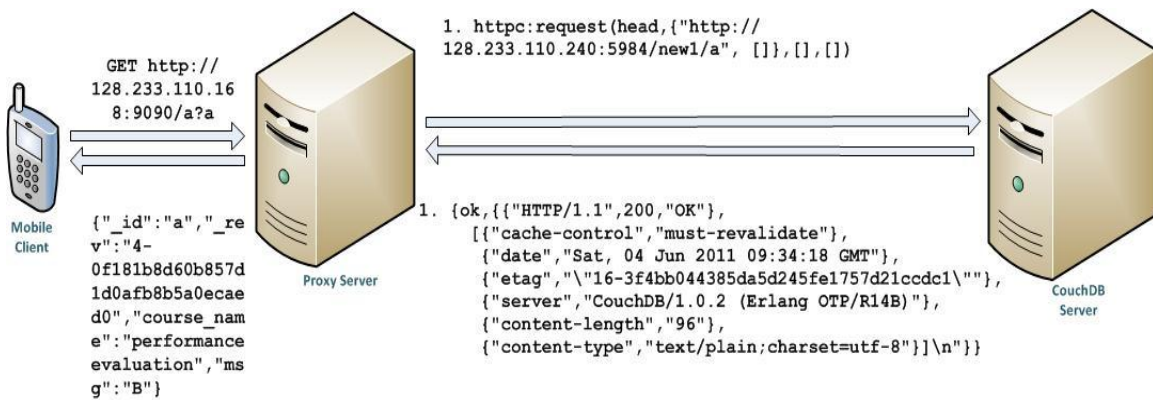 GET http://
128.233.110.16
8:9090/a?a
1. httpc:request(head,{"http://
128.233.110.240:5984/new1/a", []},[],[])
Mobile
Client
{"_id":"a","_re
v":"4-
0f181b8d60b857d
1d0afb8b5a0ecae
d0","course_nam
e":"performance
evaluation","ms
g":"B"}
Proxy Server
1. {ok,{{"HTTP/1.1",200,"OK"},
[{"cache-control","must-revalidate"},
{"date","Sat, 04 Jun 2011 09:34:18 GMT"},
{"etag","\"16-3f4bb044385da5d245fe1757d21ccdc1\""},
{"server","CouchDB/1.0.2 (Erlang OTP/R14B)"},
{"content-length","96"},
{"content-type","text/plain;charset=utf-8"}]\n"}}
CouchDB
Server